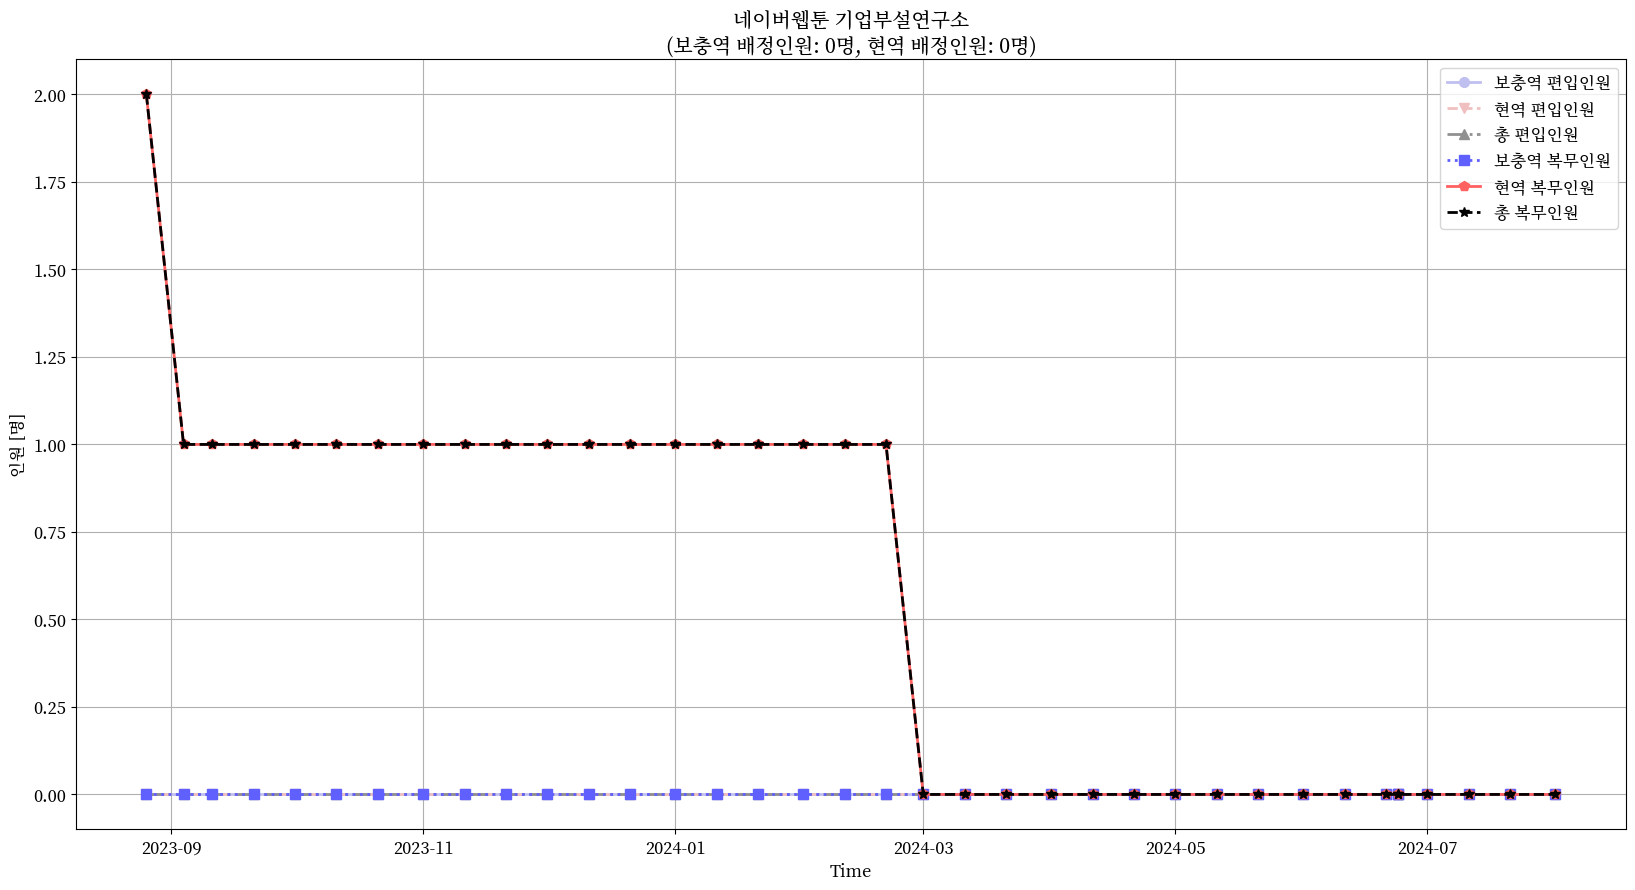 네이버웹툰 기업부설연구소
(보충역 배정인원: 0명, 현역 배정인원: 0명)
보충역 편입인원
현역 편입인원
총 편입인원
보충역 복무인원
현역 복무인원
총 복무인원
인원 [명]
2.00
1.75
1.50
1.25
1.00
0.75
0.50
0.25
0.00
2023-09
2023-11
2024-01
2024-03
2024-05
2024-07
Time